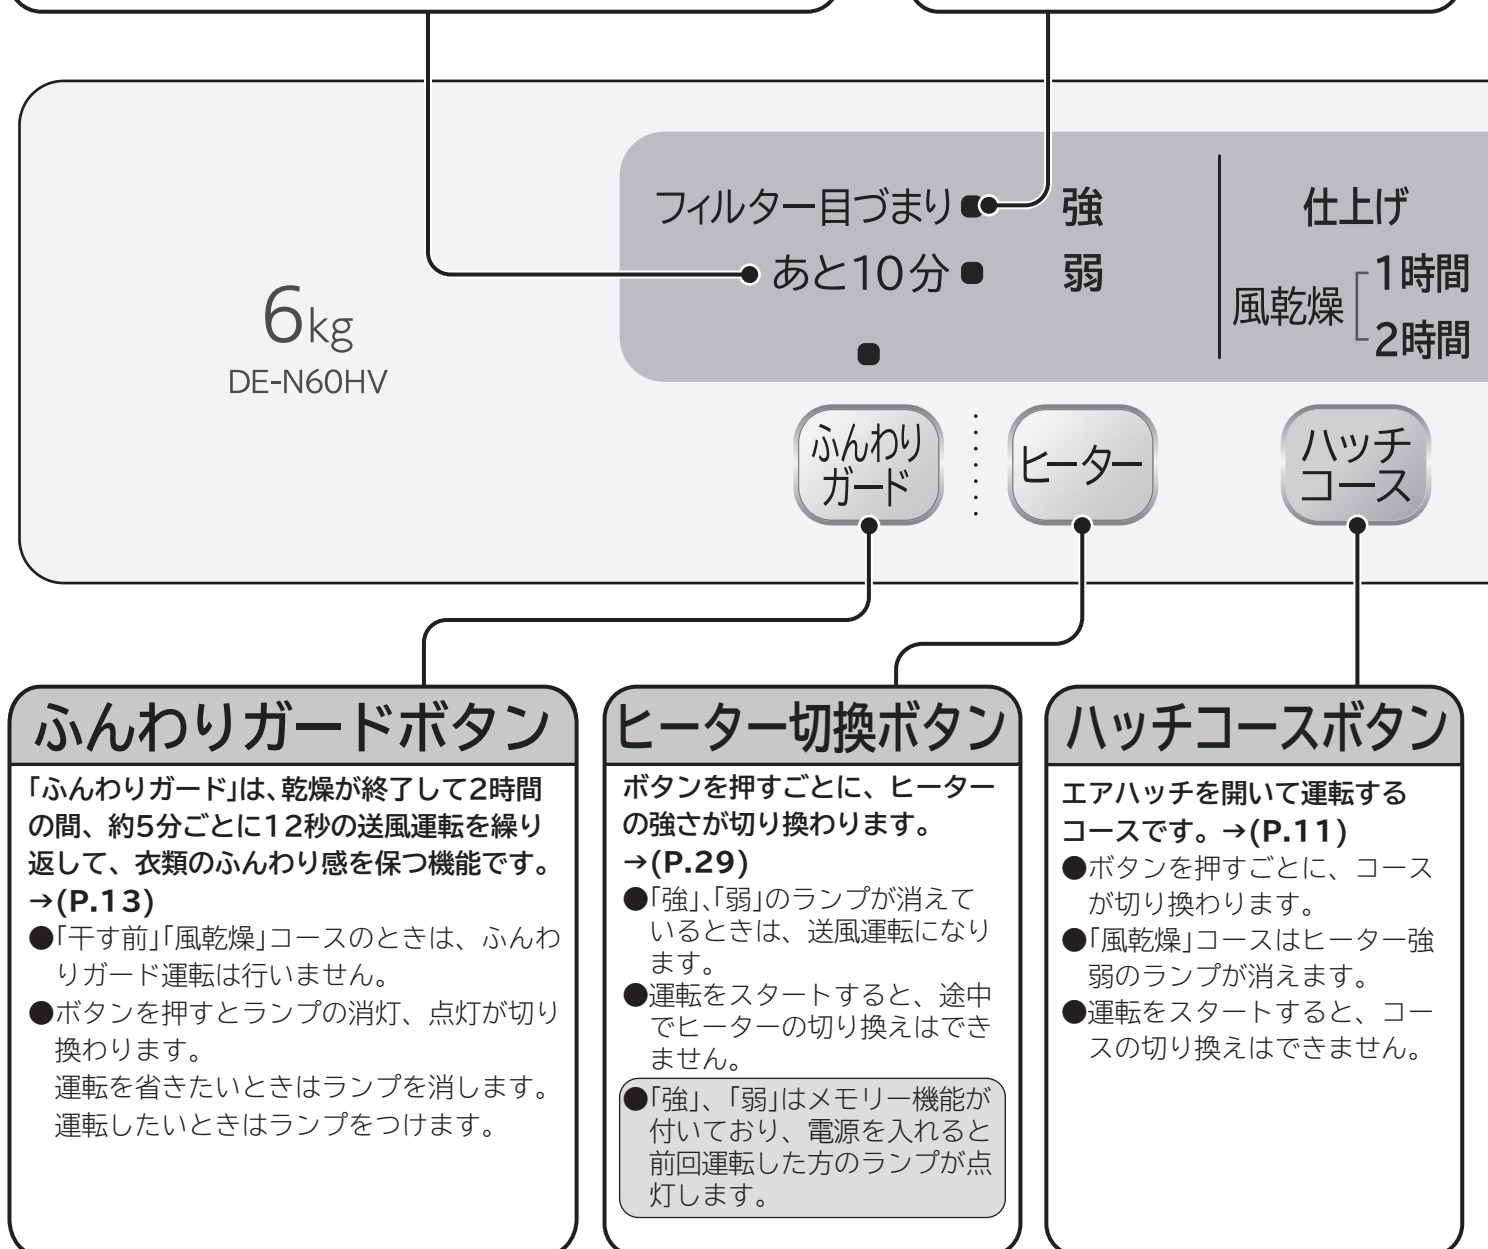 フィルター目づまり 強
あと10分 弱
仕上げ
風乾燥 1時間
2時間
6kg
DE-N60HV
ふんわり
ガード
ヒーター
ハッチ
コース
ふんわりガードボタン
「ふんわりガード」は、乾燥が終了して2時間
の間、約5分ごとに12秒の送風運転を繰り
返して、衣類のふんわり感を保つ機能です。
→(P.13)
●「干す前」「風乾燥」コースのときは、ふんわ
りガード運転は行いません。
●ボタンを押すとランプの消灯、点灯が切り
換わります。
運転を省きたいときはランプを消します。
運転したいときはランプをつけます。
ヒーター切換ボタン
ボタンを押すごとに、ヒーター
の強さが切り換わります。
→(P.29)
●「強」、「弱」のランプが消えて
いるときは、送風運転になり
ます。
●運転をスタートすると、途中
でヒーターの切り換えはでき
ません。
●「強」、「弱」はメモリー機能が
付いており、電源を入れると
前回運転した方のランプが点
灯します。
ハッチコースボタン
エアハッチを開いて運転する
コースです。→(P.11)
●ボタンを押すごとに、コース
が切り換わります。
●「風乾燥」コースはヒーター強
弱のランプが消えます。
●運転をスタートすると、コー
スの切り換えはできません。